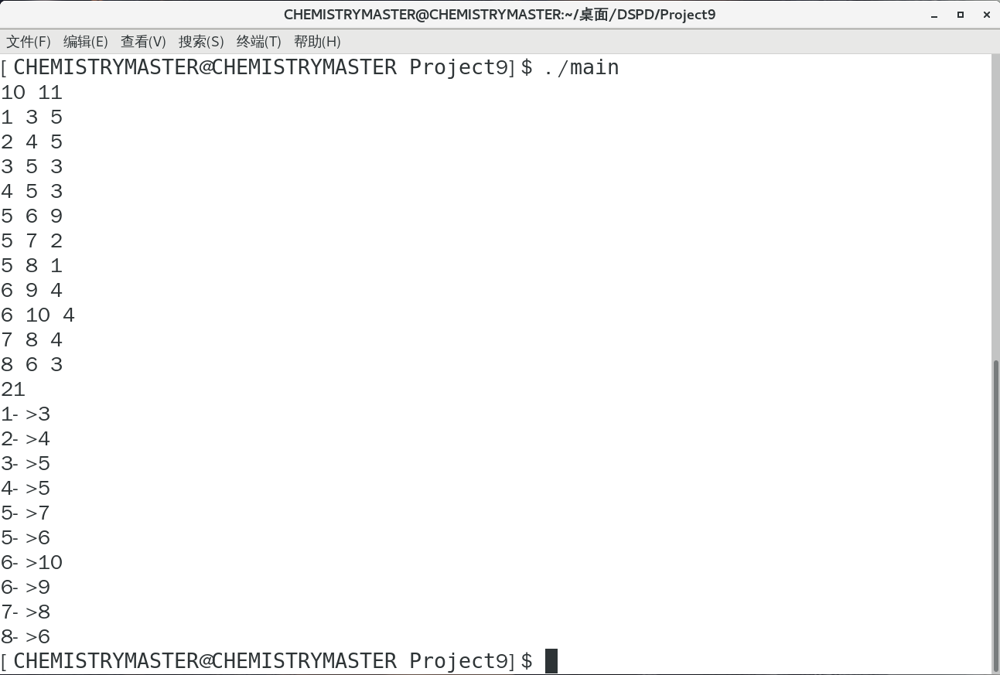 CHEMISTRYMASTER@CHEMISTRYMASTER:~/桌面/DSPD/Project9
文件(F) 编辑(E) 查看(V) 搜索(S) 终端(T) 帮助(H)
[CHEMISTRYMASTER@CHEMISTRYMASTER Project9]$ ./main
10 11
1 3 5
2 4 5
3 5 3
4 5 3
5 6 9
5 7 2
5 8 1
6 9 4
6 10 4
7 8 4
8 6 3
21
1->3
2->4
3->5
4->5
5->7
5->6
6->10
6->9
7->8
8->6
[CHEMISTRYMASTER@CHEMISTRYMASTER Project9]$